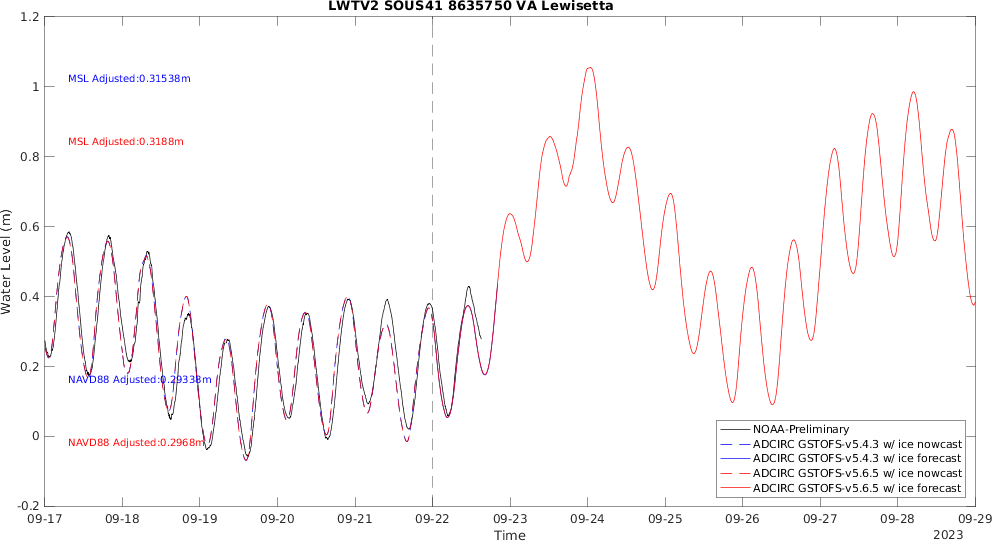 LWTV2 SOUS41 8635750 VA Lewisetta
1.2
1
0.8
0.6
0.4
0.2
0
-0.2
Water Level (m)
MSL Adjusted:0.31538m
MSL Adjusted:0.3188m
NAVD88 Adjusted:0.29338m
NAVD88 Adjusted:0.2968m
NOAA-Preliminary
ADCIRC GSTOFS-v5.4.3 w/ ice nowcast
ADCIRC GSTOFS-v5.4.3 w/ ice forecast
ADCIRC GSTOFS-v5.6.5 w/ ice nowcast
ADCIRC GSTOFS-v5.6.5 w/ ice forecast
09-17 09-18 09-19 09-20 09-21 09-22 09-23 09-24 09-25 09-26 09-27 09-28 09-29
Time
2023